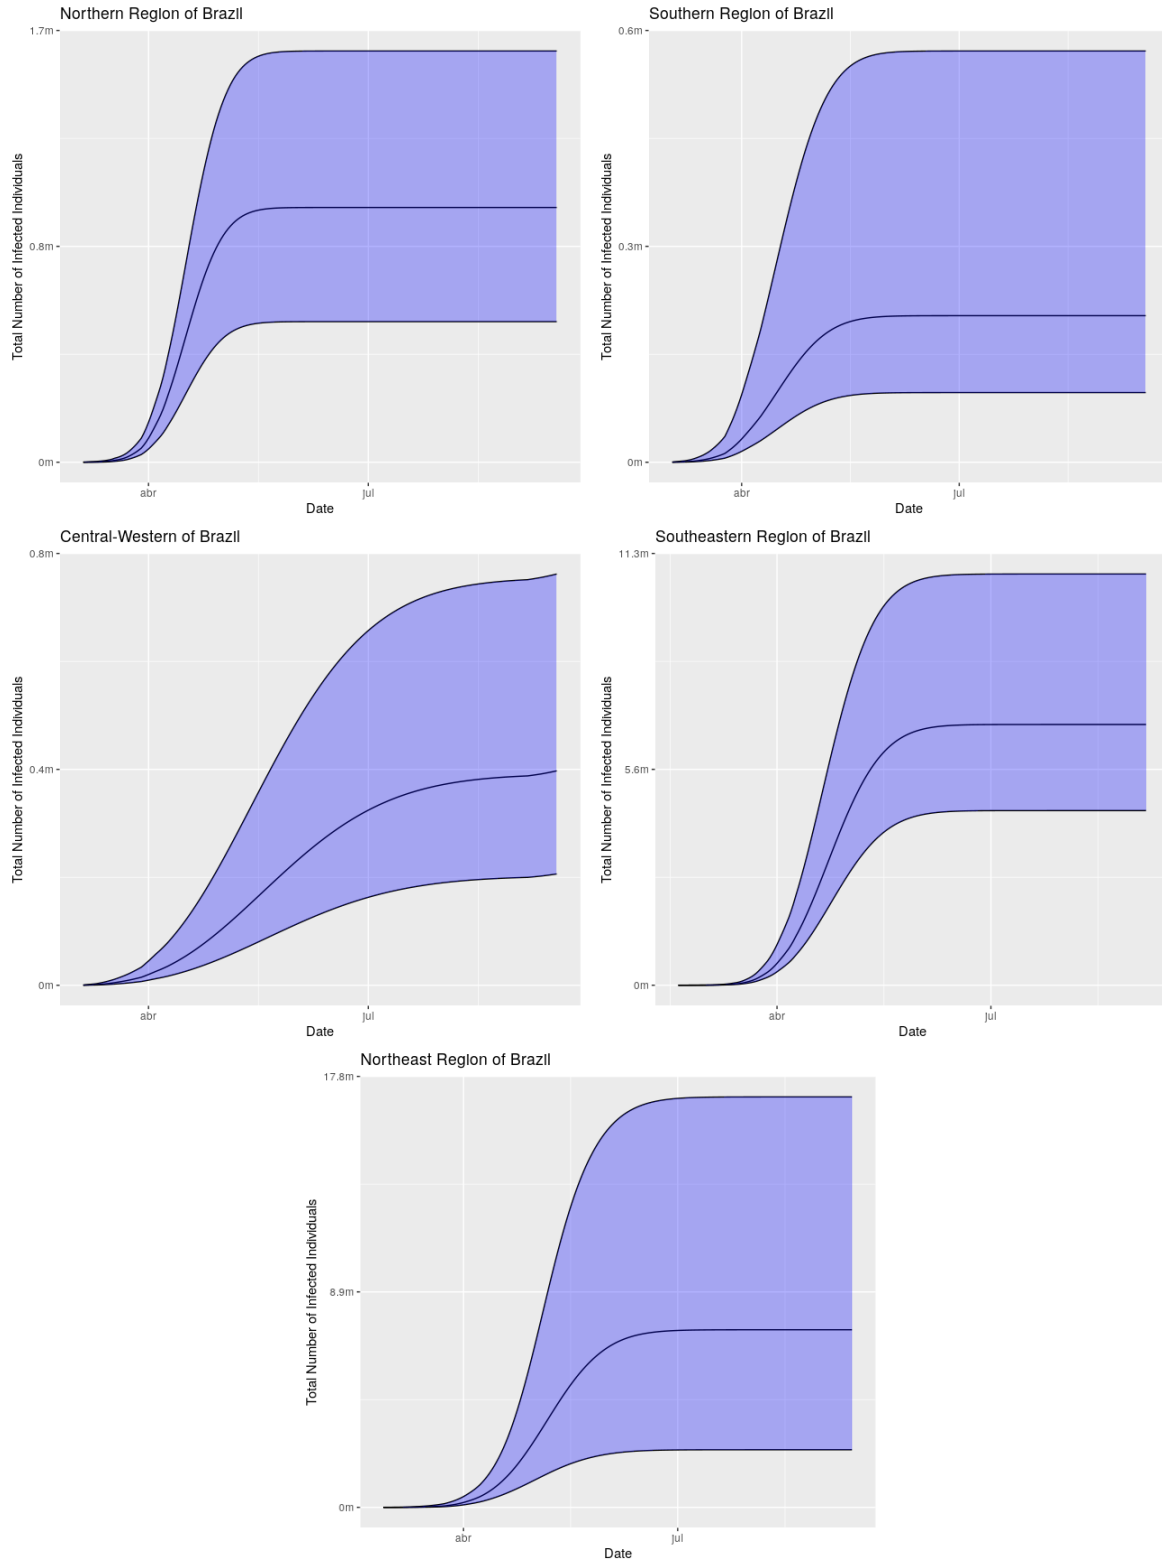 Northern Region of Brazil
1.7m
0.8m
0m
Total Number of Infected Individuals
abr
jul
Date
Southern Region of Brazil
0.6m
0.3m
0m
Total Number of Infected Individuals
abr
jul
Date
Central-Western of Brazil
0.8m
0.4m
0m
Total Number of Infected Individuals
abr
jul
Date
Southeastern Region of Brazil
11.3m
5.6m
0m
Total Number of Infected Individuals
abr
jul
Date
Northeast Region of Brazil
17.8m
8.9m
0m
Total Number of Infected Individuals
abr
jul
Date